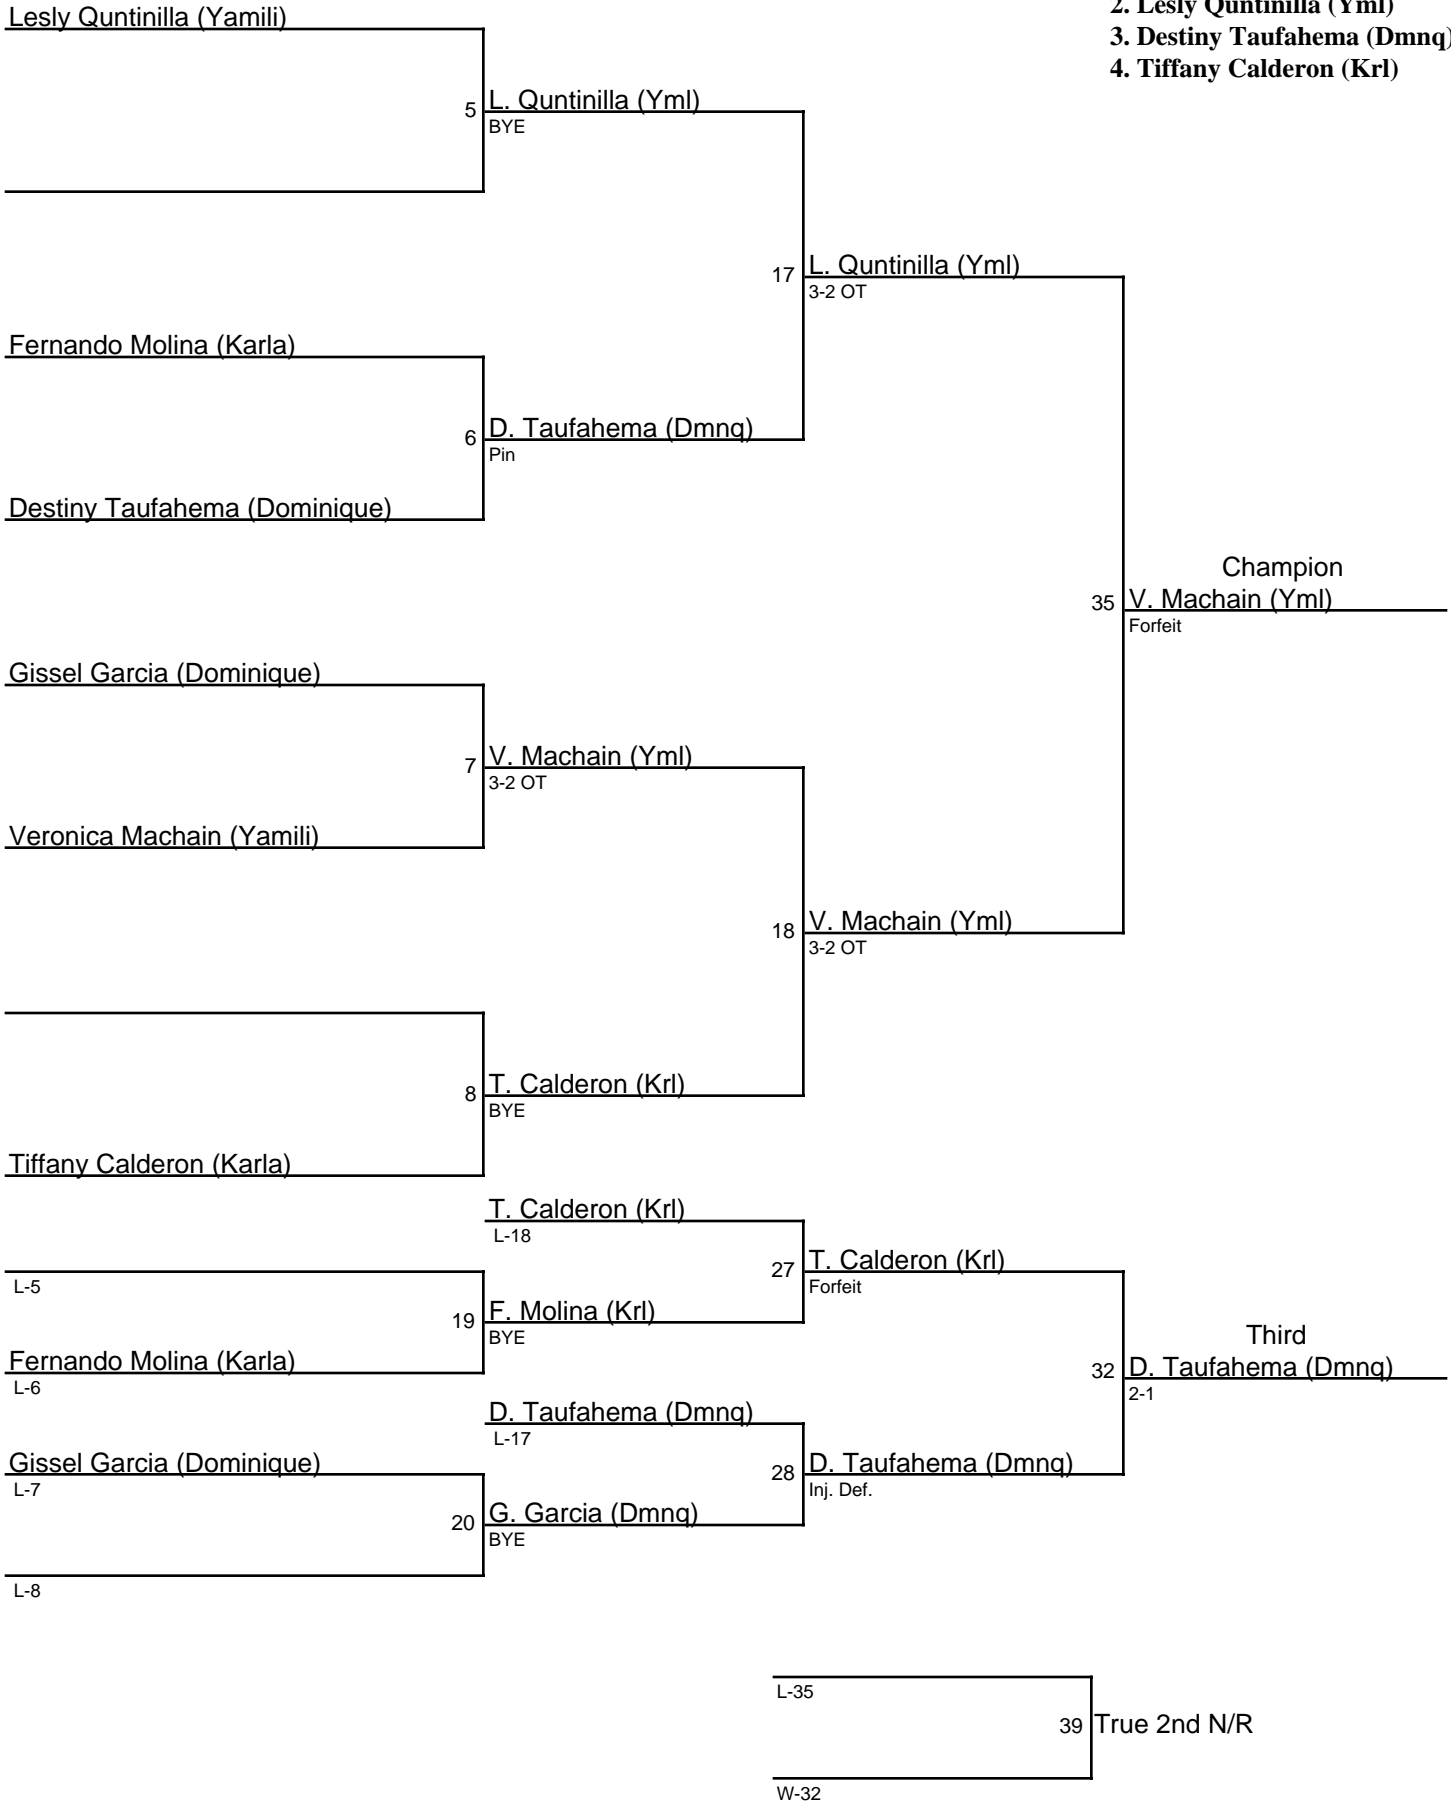 Lesly Quntinilla (Yamili)
2. Lesly Quntinilla (Yml)
3. Destiny Taufahema (Dmnq)
4. Tiffany Calderon (Krl)
5 L. Quntinilla (Yml)
BYE
17 L. Quntinilla (Yml)
3-2 OT
Fernando Molina (Karla)
6 D. Taufahema (Dmnq)
Pin
Destiny Taufahema (Dominique)
Champion
35 V. Machain (Yml)
Forfeit
Gissel Garcia (Dominique)
7 V. Machain (Yml)
3-2 OT
Veronica Machain (Yamili)
18 V. Machain (Yml)
3-2 OT
8 T. Calderon (Krl)
BYE
Tiffany Calderon (Karla)
T. Calderon (Krl)
L-18
27 T. Calderon (Krl)
Forfeit
L-5
19 F. Molina (Krl)
BYE
Fernando Molina (Karla)
L-6
Third
32 D. Taufahema (Dmnq)
2-1
D. Taufahema (Dmnq)
L-17
Gissel Garcia (Dominique)
L-7
28 D. Taufahema (Dmnq)
Inj. Def.
20 G. Garcia (Dmnq)
BYE
L-8
L-35
39 True 2nd N/R
W-32